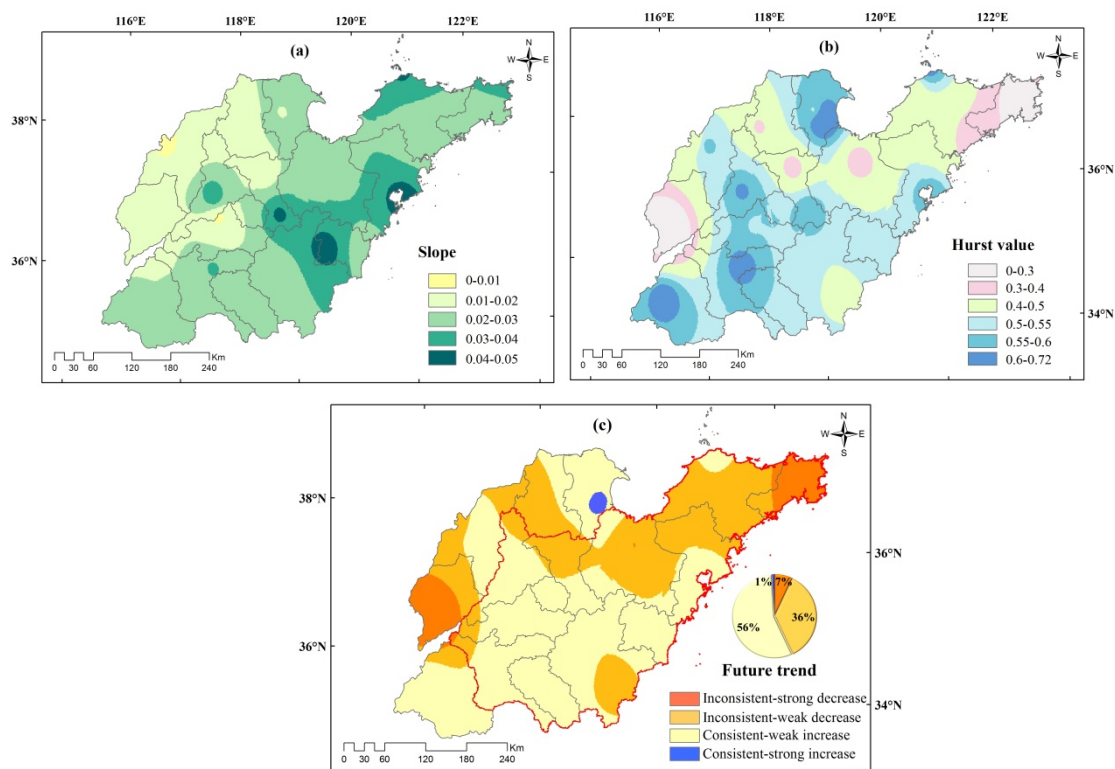 116°E 118°E 120°E 122°E
(a)
N
W E
S
38°N
36°N
Slope
0-0.01
0.01-0.02
0.02-0.03
0.03-0.04
0.04-0.05
Km
0 30 60 120 180 240
116°E 118°E 120°E 122°E
(b)
N
W E
S
36°N
34°N
Hurst value
0-0.3
0.3-0.4
0.4-0.5
0.5-0.55
0.55-0.6
0.6-0.72
Km
0 30 60 120 180 240
(c)
N
W E
S
38°N
36°N
36°N
34°N
1% 7%
36%
56%
Future trend
Inconsistent-strong decrease
Inconsistent-weak decrease
Consistent-weak increase
Consistent-strong increase
Km
0 30 60 120 180 240